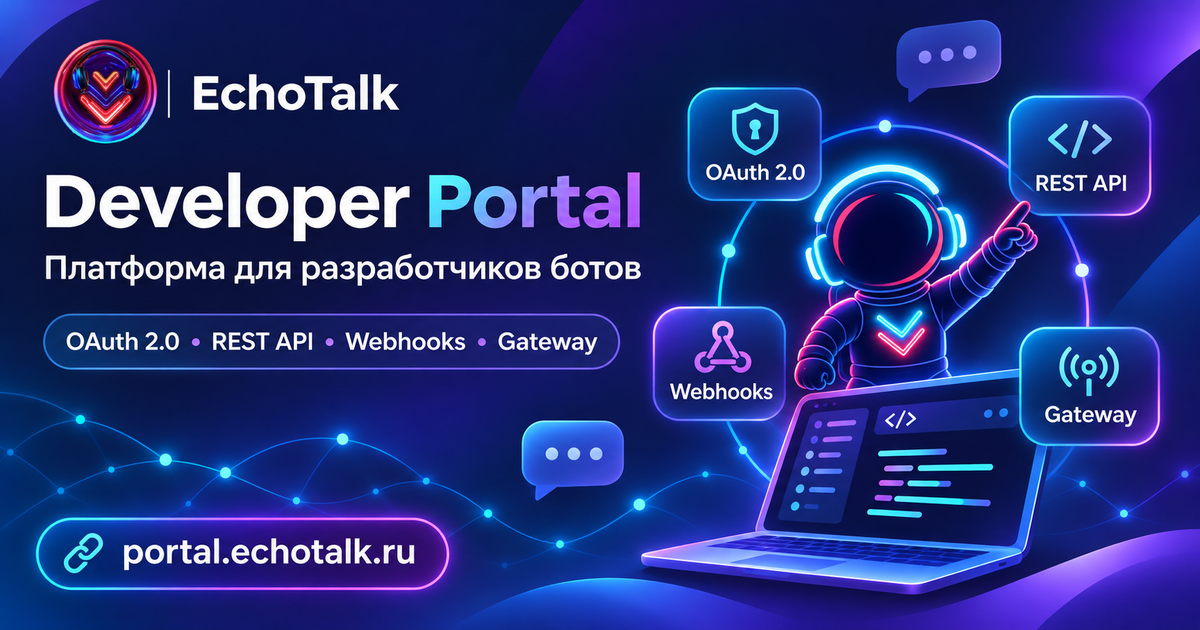 EchoTalk
Developer Portal
Платформа для разработчиков ботов
OAuth 2.0 • REST API • Webhooks • Gateway
portal.echotalk.ru
OAuth 2.0
</>
REST API
Webhooks
Gateway
</>